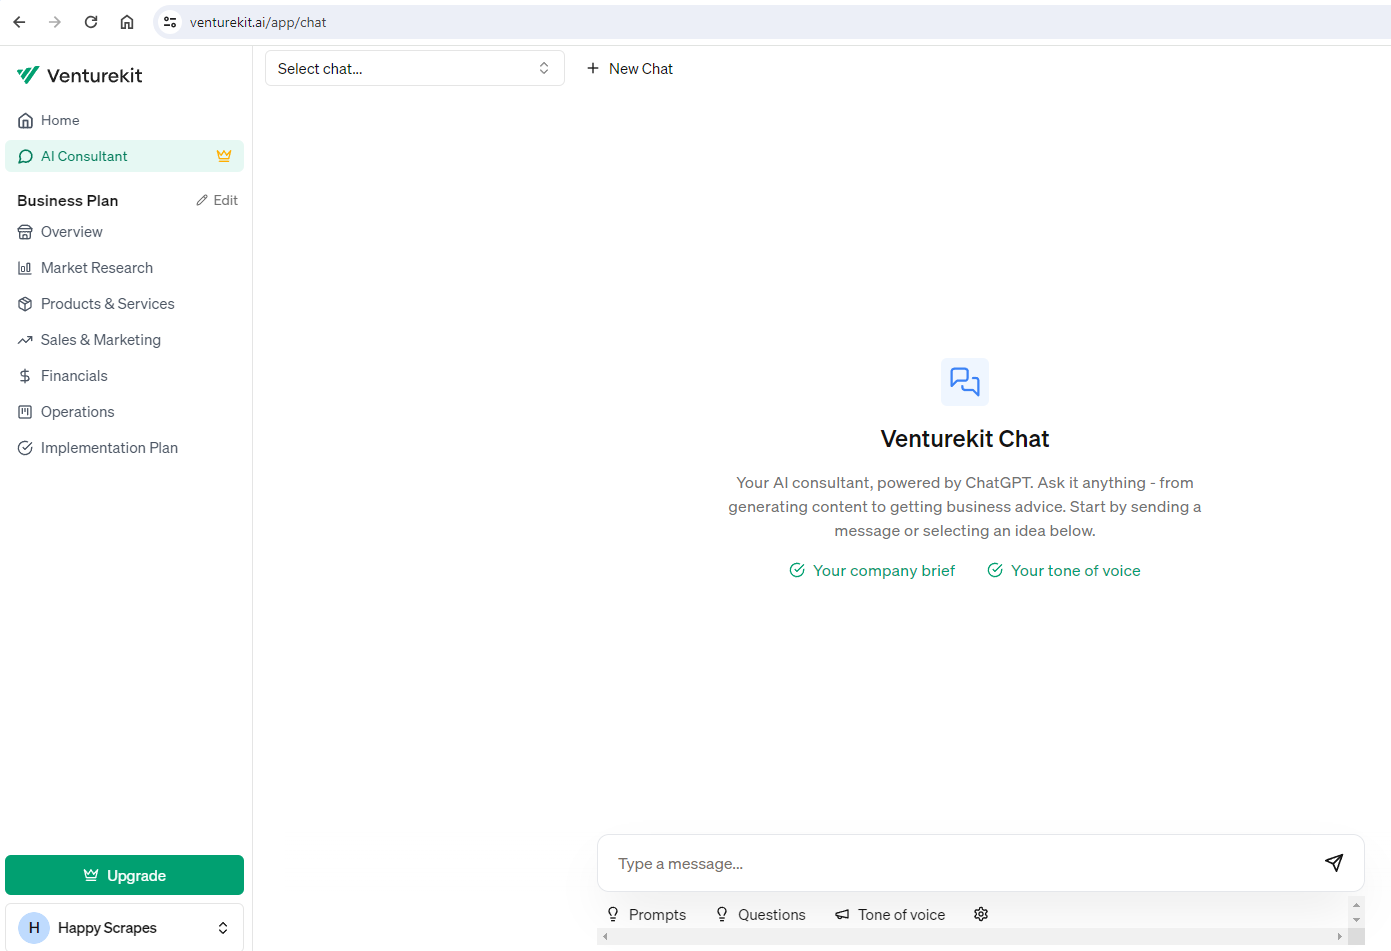 venturekit.ai/app/chat
Venturekit
Select chat...
New Chat
Home
AI Consultant
Business Plan
Edit
Overview
Market Research
Products & Services
Sales & Marketing
Financials
Operations
Implementation Plan
Venturekit Chat
Your AI consultant, powered by ChatGPT. Ask it anything - from
generating content to getting business advice. Start by sending a
message or selecting an idea below.
Your company brief
Your tone of voice
Type a message...
Prompts
Questions
Tone of voice
Upgrade
H
Happy Scrapes